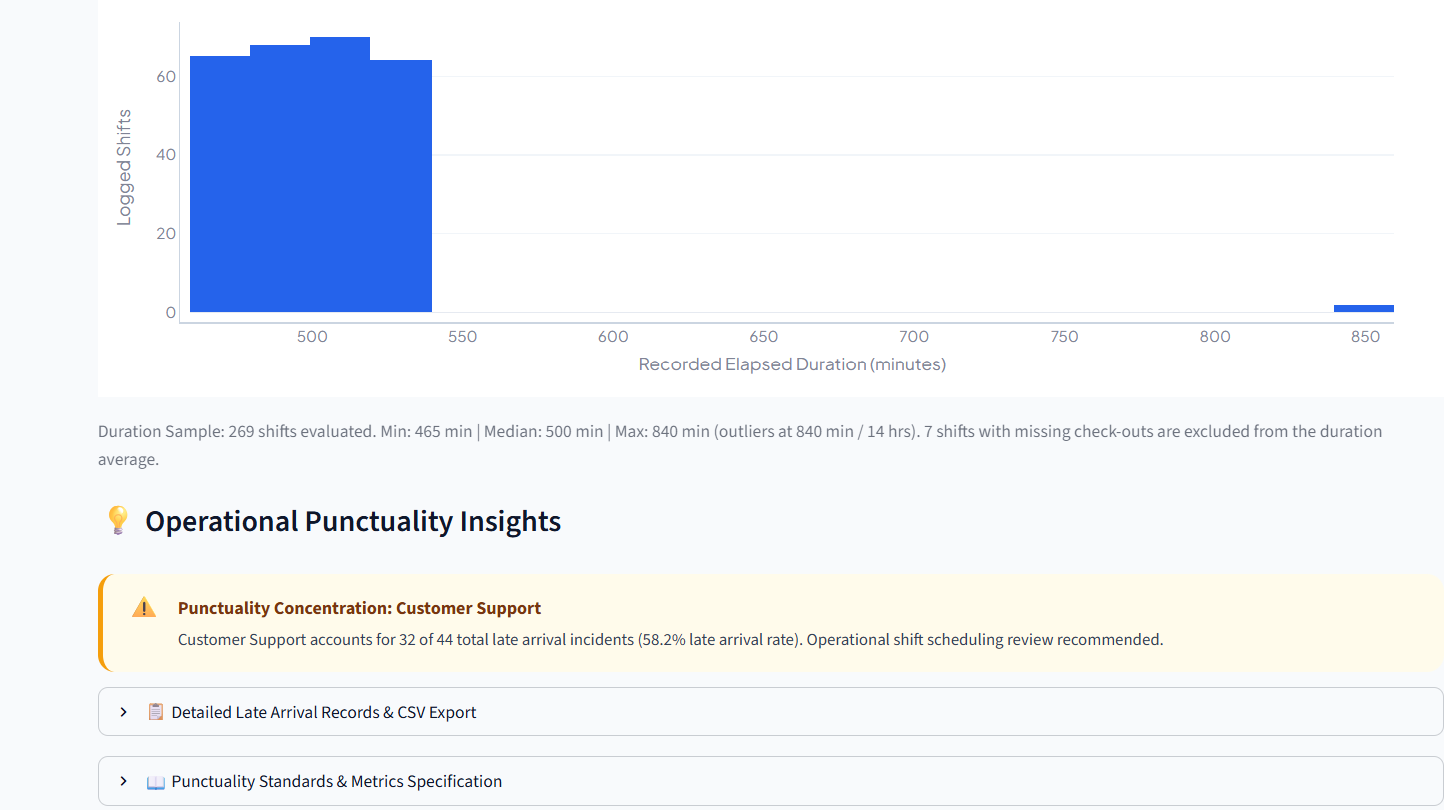 60
40
20
0
Logged Shifts
500 550 600 650 700 750 800 850
Recorded Elapsed Duration (minutes)
Duration Sample: 269 shifts evaluated. Min: 465 min | Median: 500 min | Max: 840 min (outliers at 840 min / 14 hrs). 7 shifts with missing check-outs are excluded from the duration
average.
Operational Punctuality Insights
Punctuality Concentration: Customer Support
Customer Support accounts for 32 of 44 total late arrival incidents (58.2% late arrival rate). Operational shift scheduling review recommended.
Detailed Late Arrival Records & CSV Export
Punctuality Standards & Metrics Specification